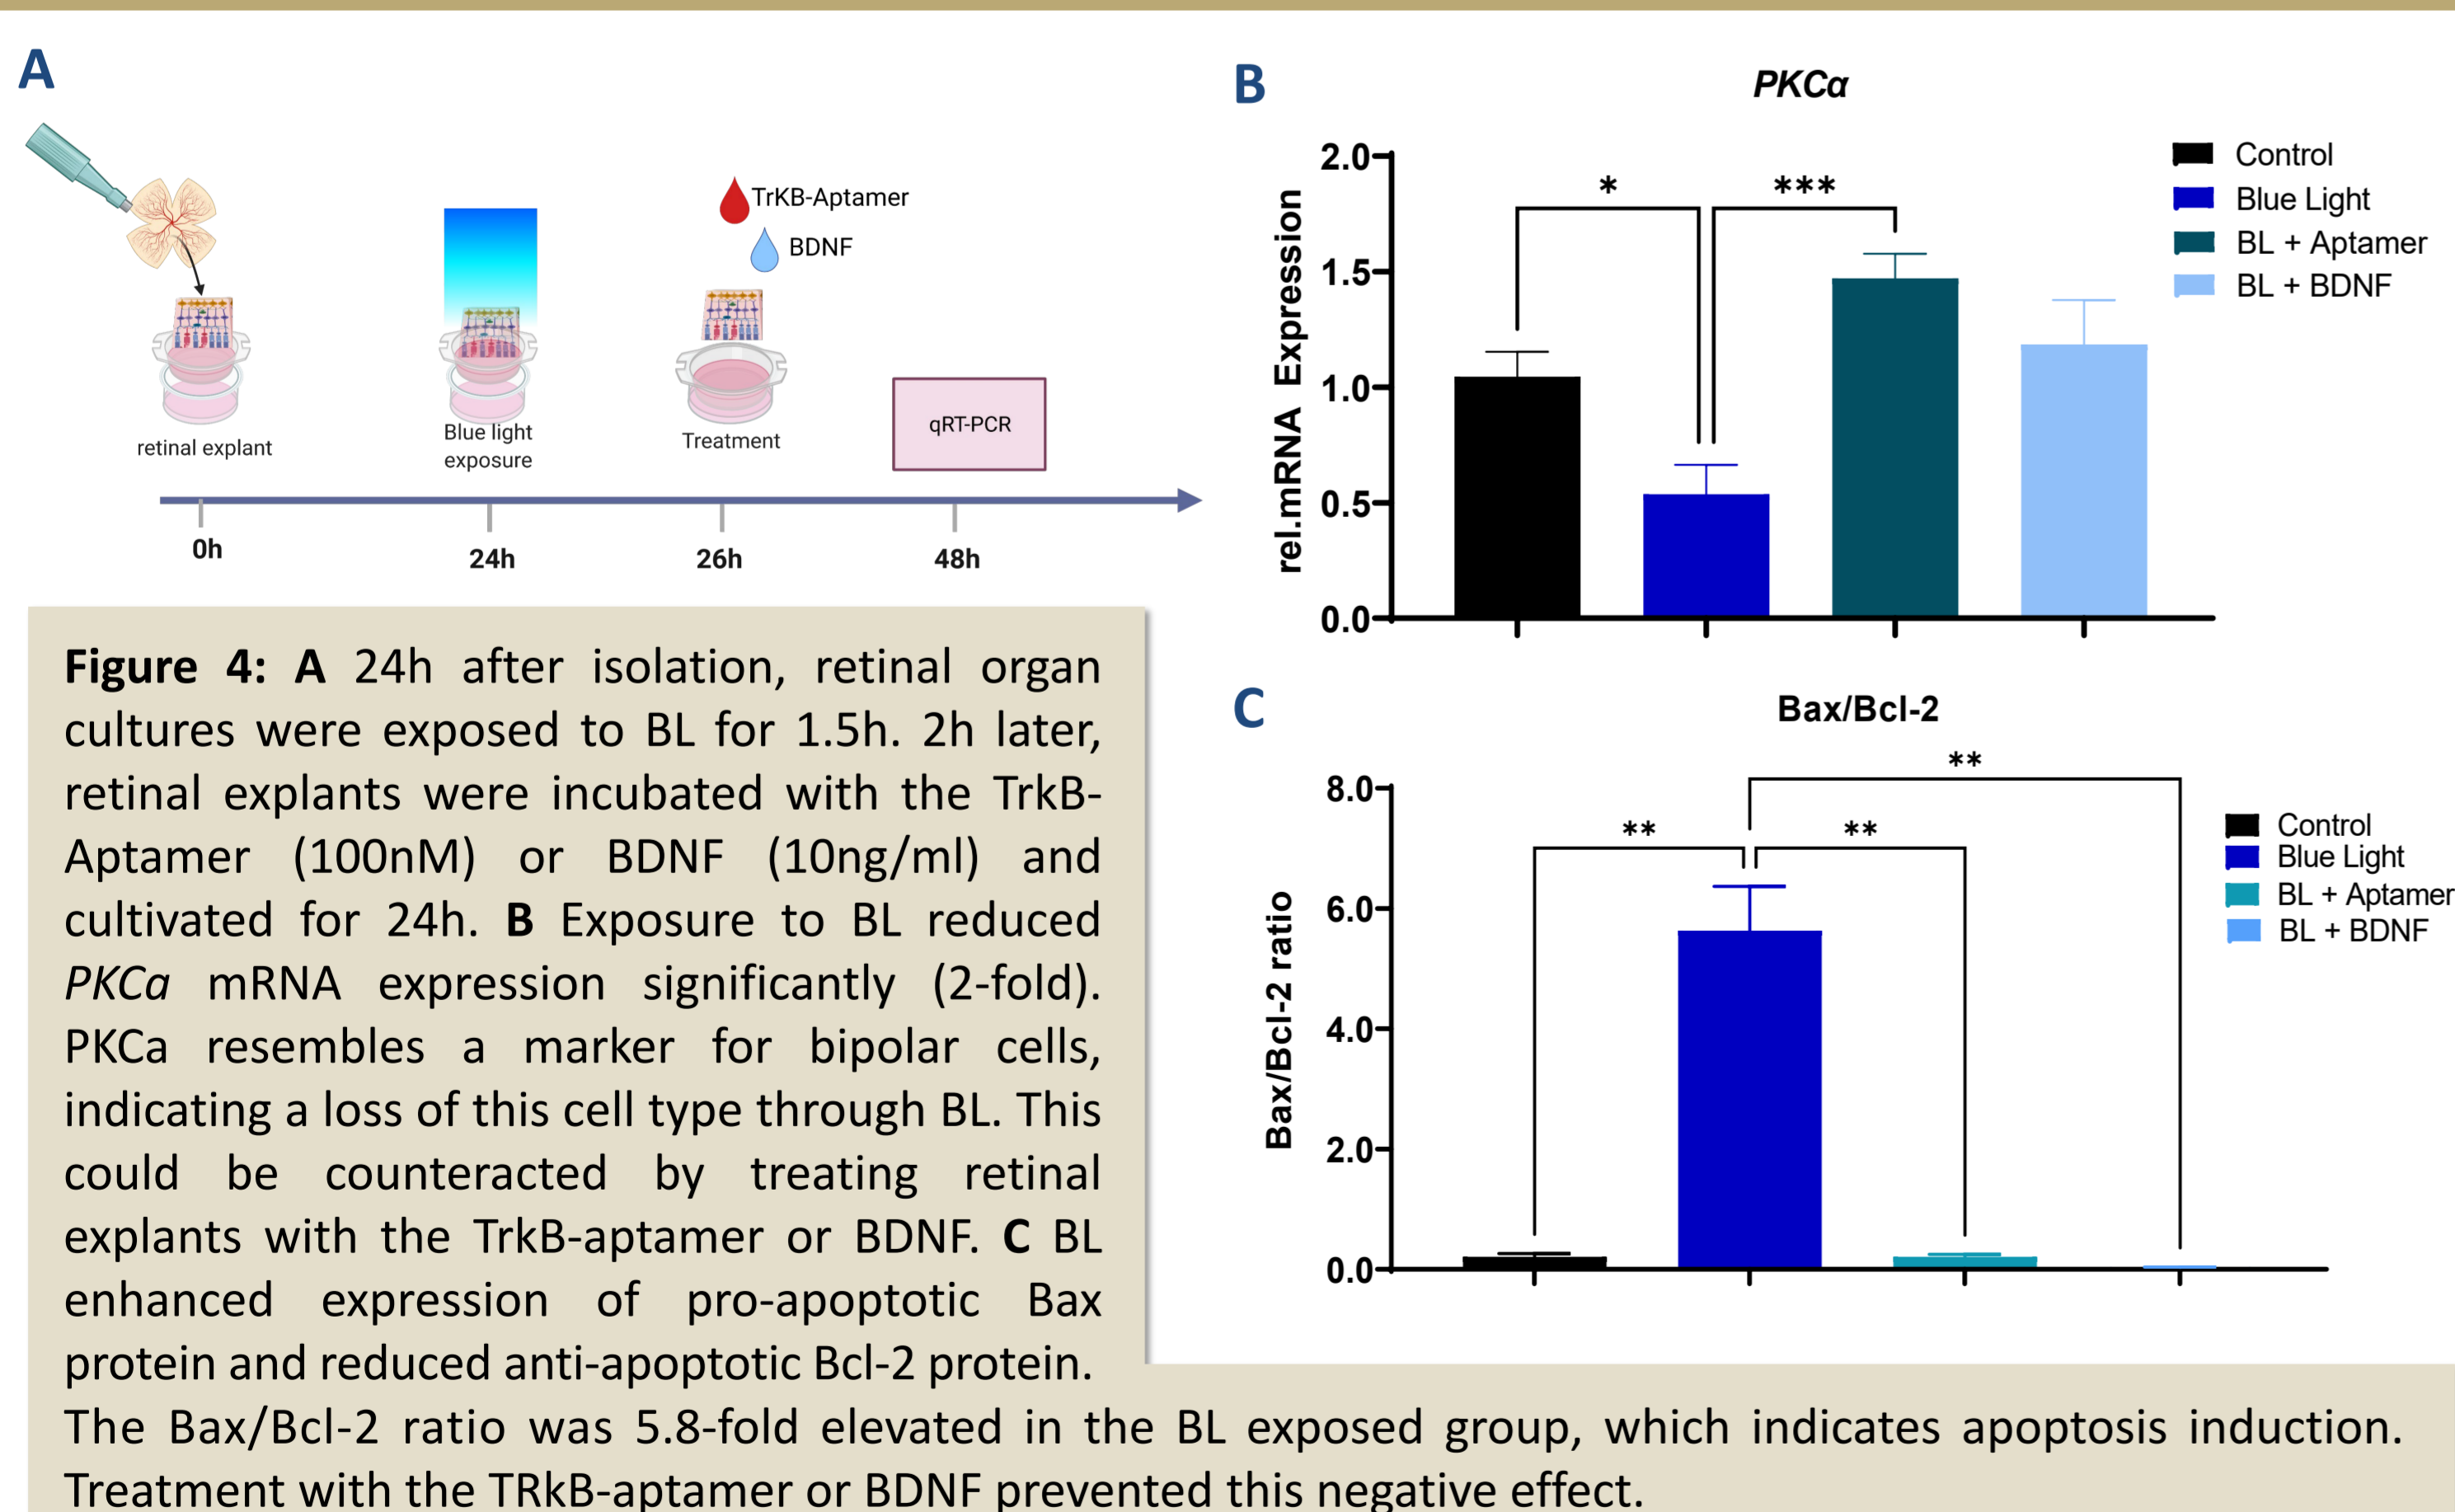 A
TrKB-Aptamer
BDNF
retinal explant
Blue light
exposure
Treatment
qRT-PCR
0h
24h
26h
48h
B
PKCα
rel.mRNA Expression
2.0
1.5
1.0
0.5
0.0
*
***
Control
Blue Light
BL + Aptamer
BL + BDNF
C
Bax/Bcl-2
Bax/Bcl-2 ratio
8.0
6.0
4.0
2.0
0.0
**
**
**
Control
Blue Light
BL + Aptamer
BL + BDNF
Figure 4: A 24h after isolation, retinal organ
cultures were exposed to BL for 1.5h. 2h later,
retinal explants were incubated with the TrkB-
Aptamer (100nM) or BDNF (10ng/ml) and
cultivated for 24h. B Exposure to BL reduced
PKCa mRNA expression significantly (2-fold).
PKCa resembles a marker for bipolar cells,
indicating a loss of this cell type through BL. This
could be counteracted by treating retinal
explants with the TrkB-aptamer or BDNF. C BL
enhanced expression of pro-apoptotic Bax
protein and reduced anti-apoptotic Bcl-2 protein.
The Bax/Bcl-2 ratio was 5.8-fold elevated in the BL exposed group, which indicates apoptosis induction.
Treatment with the TRkB-aptamer or BDNF prevented this negative effect.